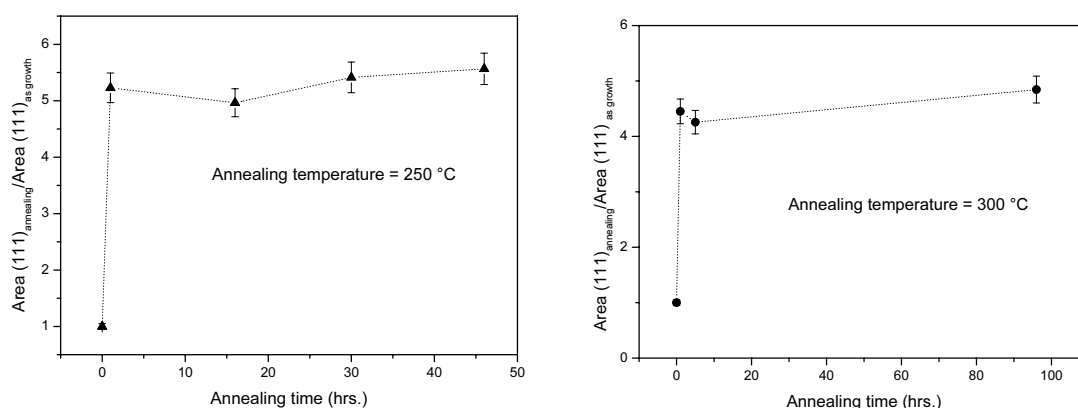 6
5
4
3
2
1
0 10 20 30 40 50
Area (111)annealing/Area (111)as growth
Annealing temperature = 250 °C
Annealing time (hrs.)
6
4
2
0
0 20 40 60 80 100
Area (111)annealing/Area (111) as growth
Annealing temperature = 300 °C
Annealing time (hrs.)